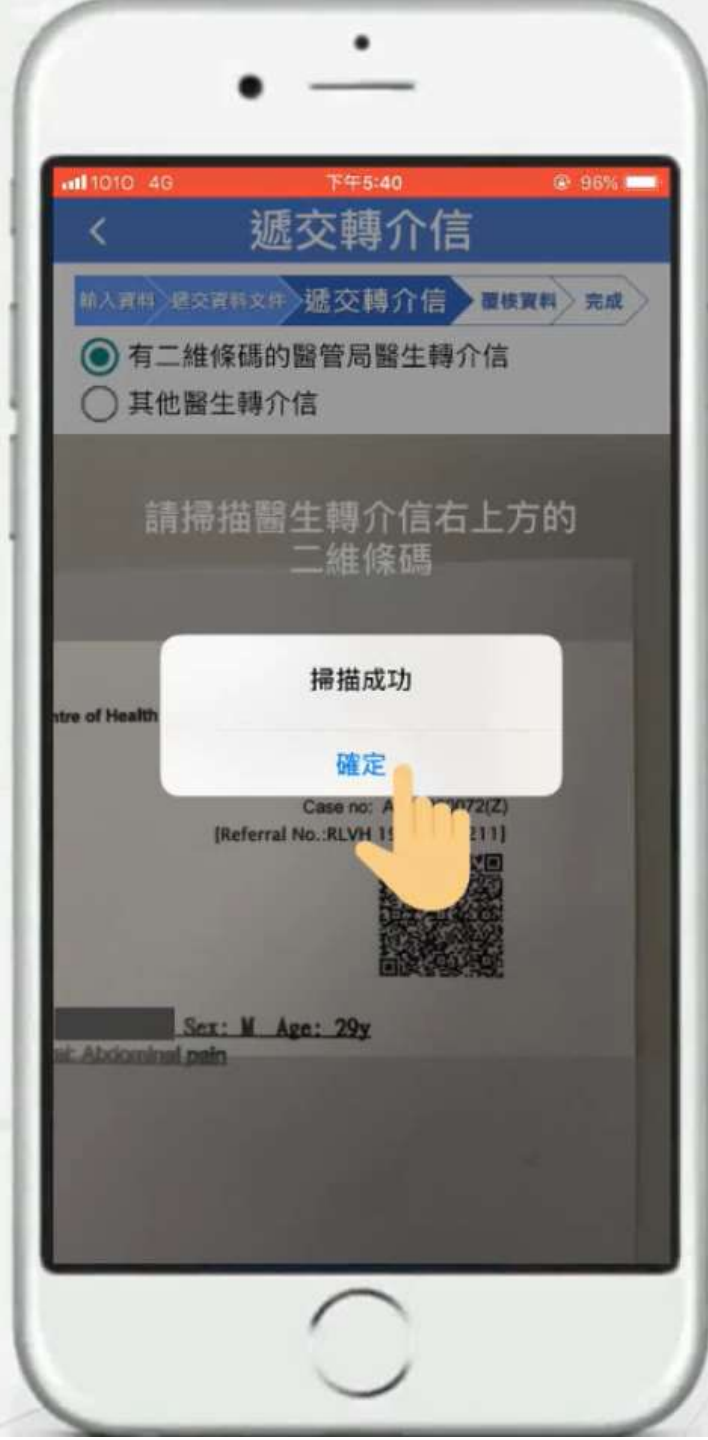 1010 4G 下午5:40 96%
遞交轉介信
輸入資料 遞交資料文件 遞交轉介信 覆核資料 完成
有二維條碼的醫管局醫生轉介信
其他醫生轉介信
請掃描醫生轉介信右上方的
二維條碼
掃描成功
ntre of Health
確定
Case no: 072(Z)
[Referral No.:RLVH 19 211]
Sex: M Age: 29y
Abdominal pain